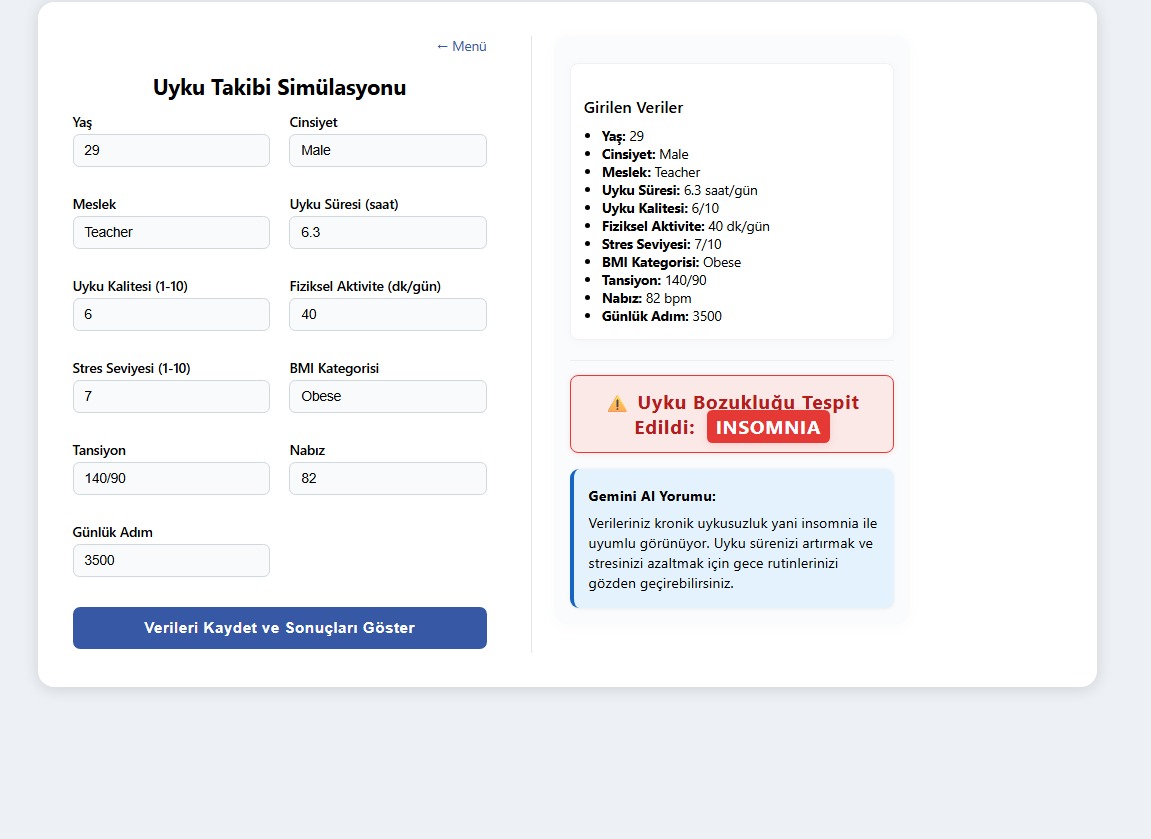 ← Menü
Uyku Takibi Simülasyonu
Yaş
29
Cinsiyet
Male
Meslek
Teacher
Uyku Süresi (saat)
6.3
Uyku Kalitesi (1-10)
6
Fiziksel Aktivite (dk/gün)
40
Stres Seviyesi (1-10)
7
BMI Kategorisi
Obese
Tansiyon
140/90
Nabız
82
Günlük Adım
3500
Verileri Kaydet ve Sonuçları Göster
Girilen Veriler
Yaş: 29
Cinsiyet: Male
Meslek: Teacher
Uyku Süresi: 6.3 saat/gün
Uyku Kalitesi: 6/10
Fiziksel Aktivite: 40 dk/gün
Stres Seviyesi: 7/10
BMI Kategorisi: Obese
Tansiyon: 140/90
Nabız: 82 bpm
Günlük Adım: 3500
⚠️ Uyku Bozukluğu Tespit
Edildi: INSOMNIA
Gemini AI Yorumu:
Verileriniz kronik uykusuzluk yani insomnia ile
uyumlu görünüyor. Uyku sürenizi artırmak ve
stresinizi azaltmak için gece rutinlerinizi
gözden geçirebilirsiniz.